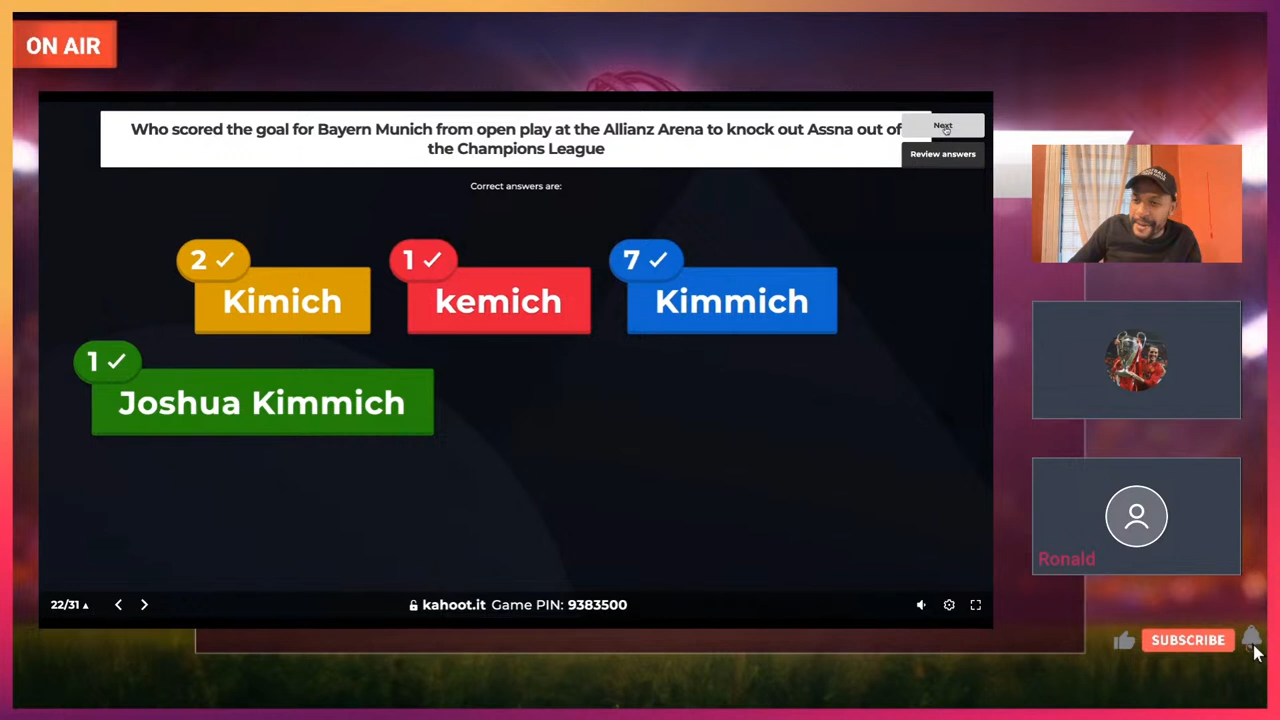 ON AIR
Who scored the goal for Bayern Munich from open play at the Allianz Arena to knock out Assna out of
the Champions League
Next
Review answers
Correct answers are:
2
Kimich
1
kemich
7
Kimmich
1
Joshua Kimmich
22/31
kahoot.it Game PIN: 9383500
Ronald
SUBSCRIBE